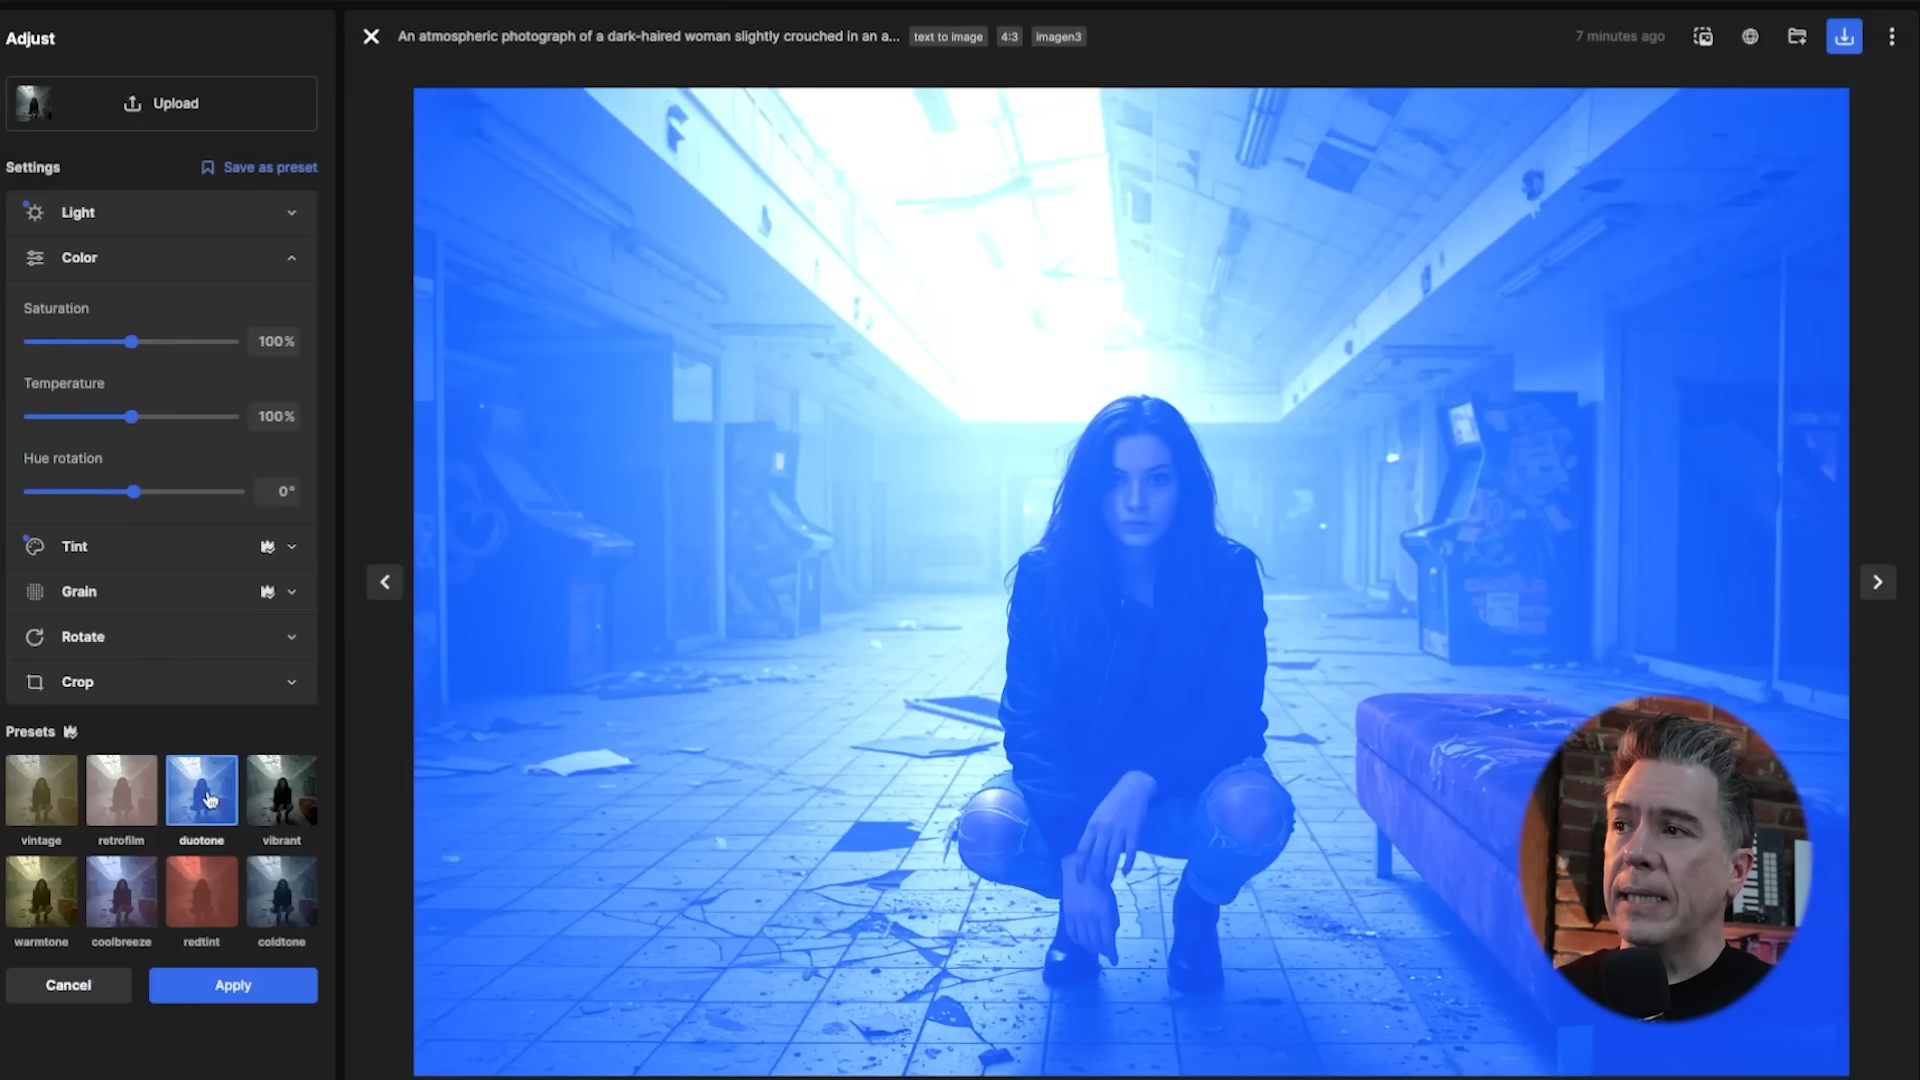 Adjust
Upload
Settings
Save as preset
Light
Color
Saturation
100%
Temperature
100%
Hue rotation
0°
Tint
Grain
Rotate
Crop
Presets
vintage retrofilm duotone vibrant
warmtone coolbreeze redtint coldtone
Cancel Apply
An atmospheric photograph of a dark-haired woman slightly crouched in an a... text to image 4:3 imagen3
7 minutes ago